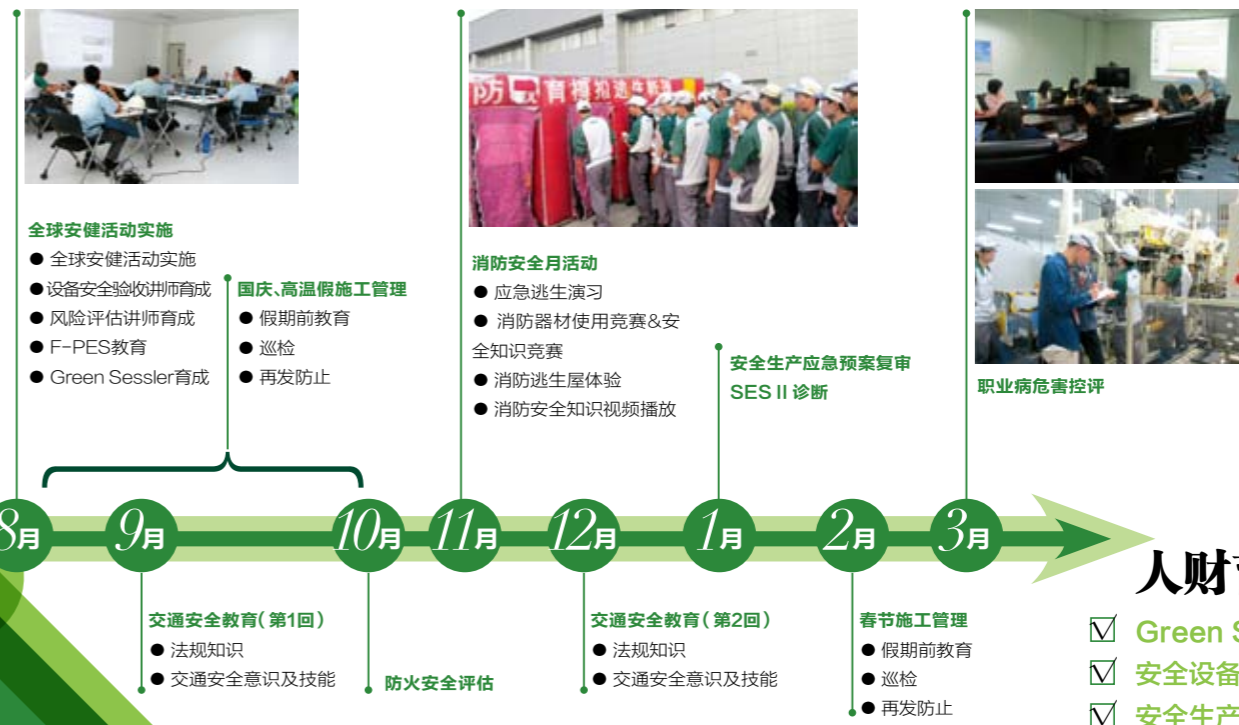 防
育模拟逃生
全球安健活动实施
● 全球安健活动实施
●设备安全验收讲师育成
● 风险评估讲师育成
● F-PES教育
● Green Sessler育成
国庆、高温假施工管理
● 假期前教育
● 巡检
● 再发防止
消防安全月活动
● 应急逃生演习
● 消防器材使用竞赛&安
全知识竞赛
● 消防逃生屋体验
● 消防安全知识视频播放
安全生产应急预案复审
SES II 诊断
职业病危害控评
8月
9月
10月
11月
12月
1月
2月
3月
交通安全教育（第1回）
● 法规知识
● 交通安全意识及技能
防火安全评估
交通安全教育（第2回）
● 法规知识
● 交通安全意识及技能
春节施工管理
● 假期前教育
● 巡检
● 再发防止
人财
Green S
安全设备
安全生产